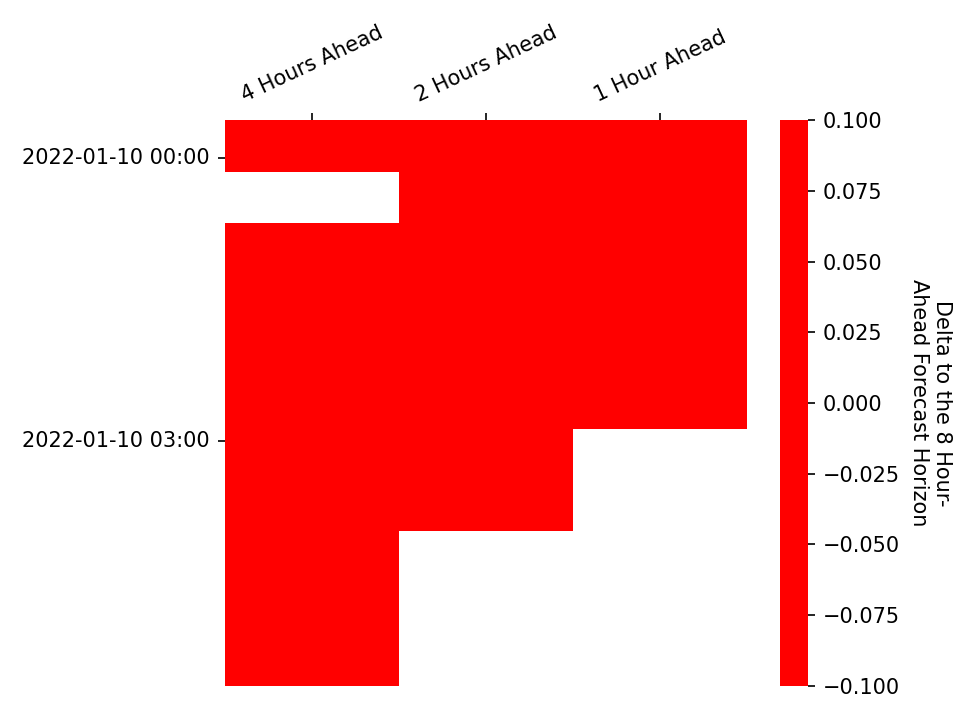 4 Hours Ahead
2 Hours Ahead
1 Hour Ahead
2022-01-10 00:00
2022-01-10 03:00
0.100
0.075
0.050
0.025
0.000
−0.025
−0.050
−0.075
−0.100
Delta to the 8 Hour-
Ahead Forecast Horizon